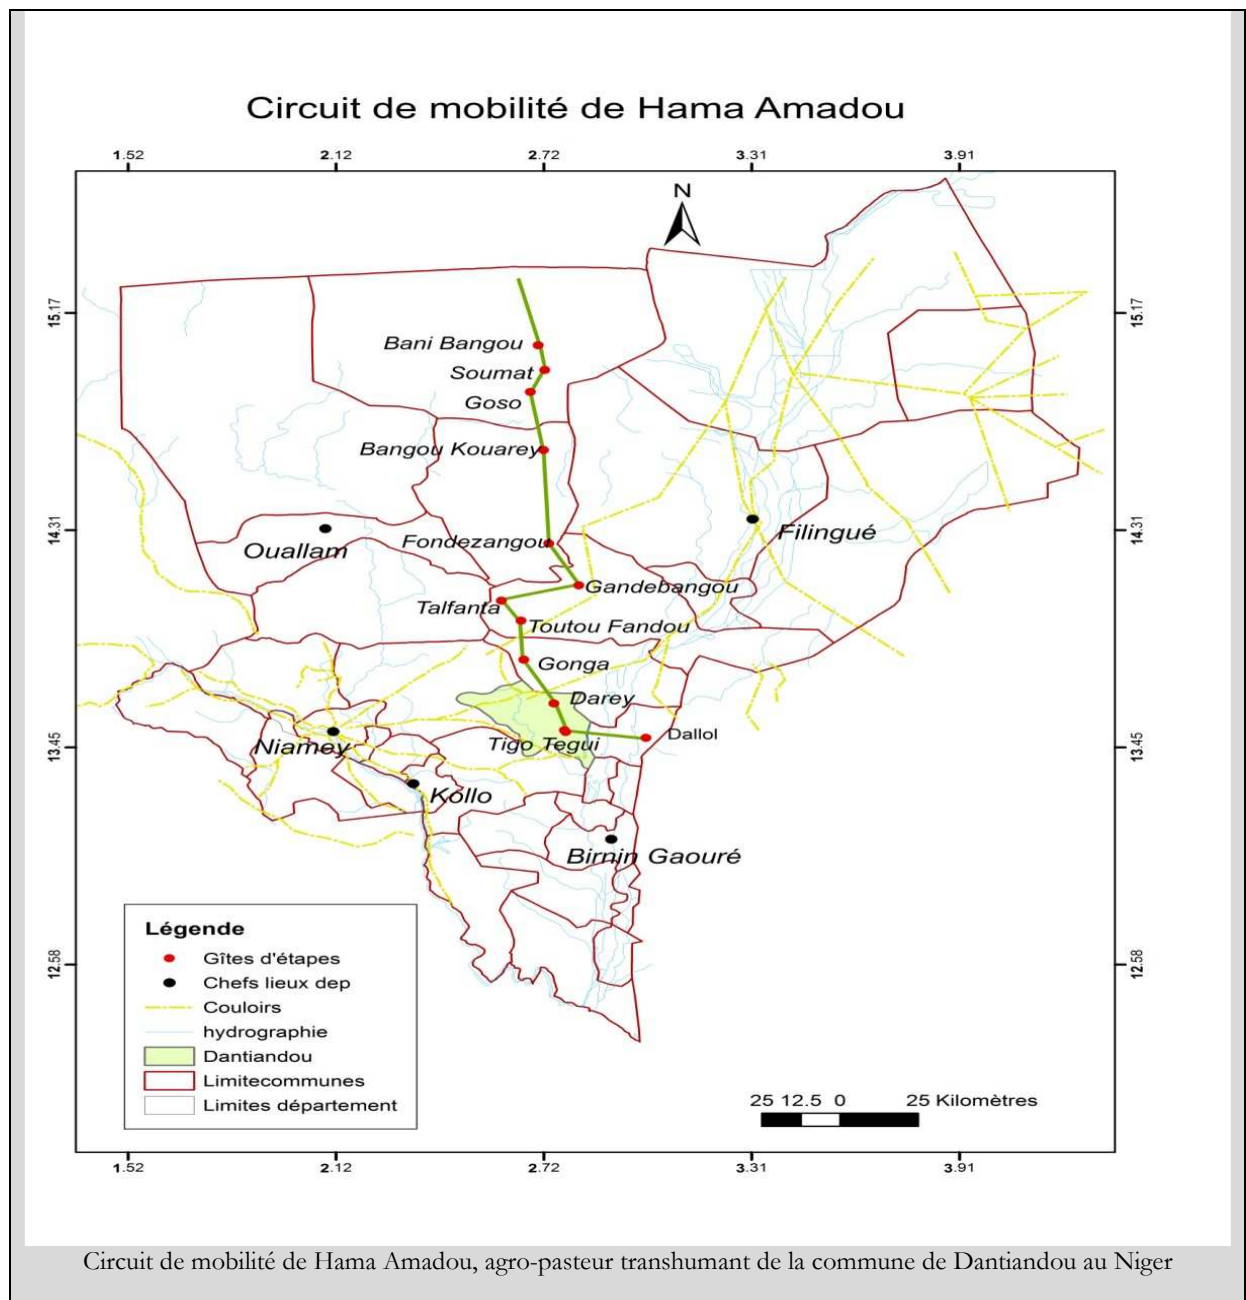 Circuit de mobilité de Hama Amadou
1.52 2.12 2.72 3.31 3.91
N
15.17 15.17
Bani Bangou
Soumat
Goso
Bangou Kouarey
14.31 14.31
Filingué
Ouallam
Fondezangou
Gandebangou
Talfanta
Toutou Fandou
Gonga
Darey
Dallol
Niamey
Tigo Tegui
13.45 13.45
Kollo
Birnin Gaouré
12.58 12.58
Légende
Gîtes d'étapes
Chefs lieux dep
Couloirs
hydrographie
Dantiandou
Limitecommunes
Limites département
25 12.5 0 25 Kilomètres
1.52 2.12 2.72 3.31 3.91
Circuit de mobilité de Hama Amadou, agro-pasteur transhumant de la commune de Dantiandou au Niger